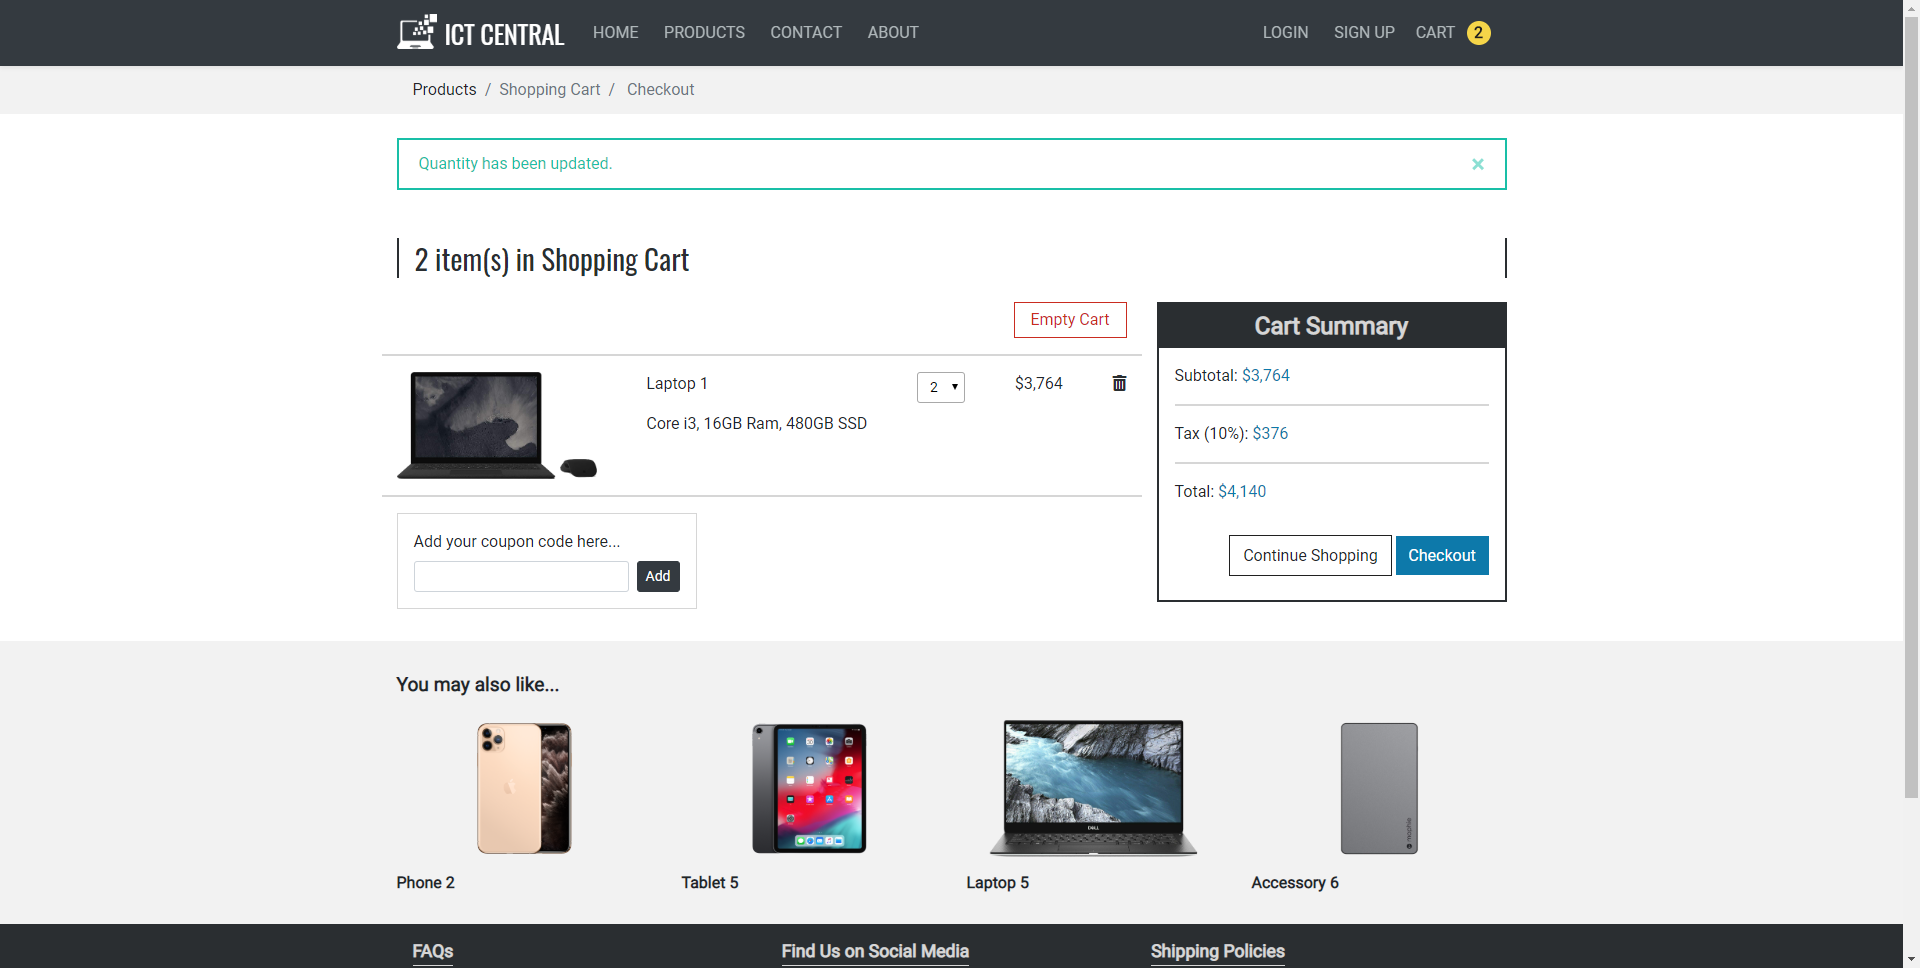 ICT CENTRAL
HOME
PRODUCTS
CONTACT
ABOUT
LOGIN
SIGN UP
CART 2
Products / Shopping Cart / Checkout
Quantity has been updated.
×
2 item(s) in Shopping Cart
Empty Cart
Laptop 1
2
$3,764
Core i3, 16GB Ram, 480GB SSD
Add your coupon code here...
Add
Cart Summary
Subtotal: $3,764
Tax (10%): $376
Total: $4,140
Continue Shopping
Checkout
You may also like...
DELL
mophie
Phone 2
Tablet 5
Laptop 5
Accessory 6
FAQs
Find Us on Social Media
Shipping Policies